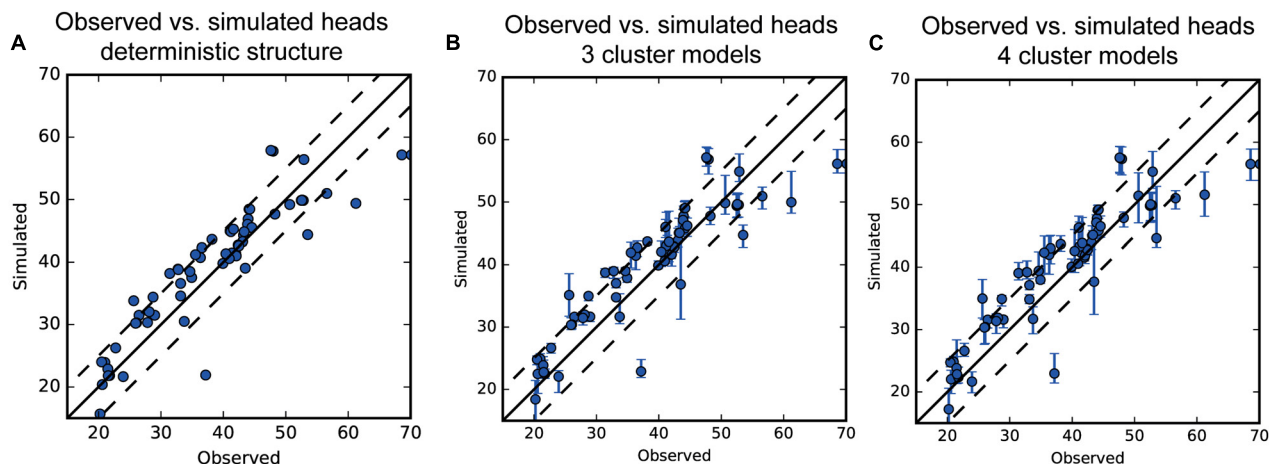 A
Observed vs. simulated heads
deterministic structure
70
60
50
40
30
20
Simulated
20
30
40
50
60
70
Observed
B
Observed vs. simulated heads
3 cluster models
70
60
50
40
30
20
Simulated
20
30
40
50
60
70
Observed
C
Observed vs. simulated heads
4 cluster models
70
60
50
40
30
20
Simulated
20
30
40
50
60
70
Observed